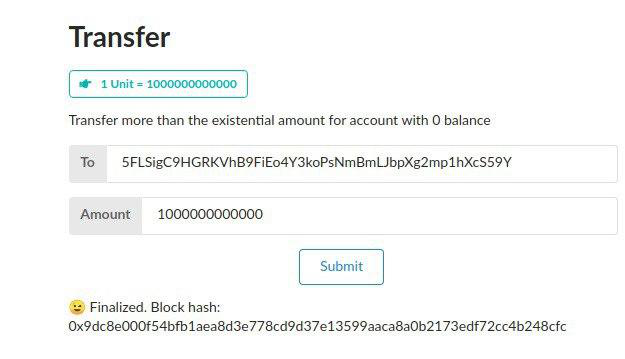 Transfer
1 Unit = 1000000000000
Transfer more than the existential amount for account with 0 balance
To 5FLSigC9HGRKVhB9FiEo4Y3koPsNmBmLJbpXg2mp1hXcS59Y
Amount 1000000000000
Submit
😉 Finalized. Block hash:
0x9dc8e000f54bfb1aea8d3e778cd9d37e13599aaca8a0b2173edf72cc4b248cfc